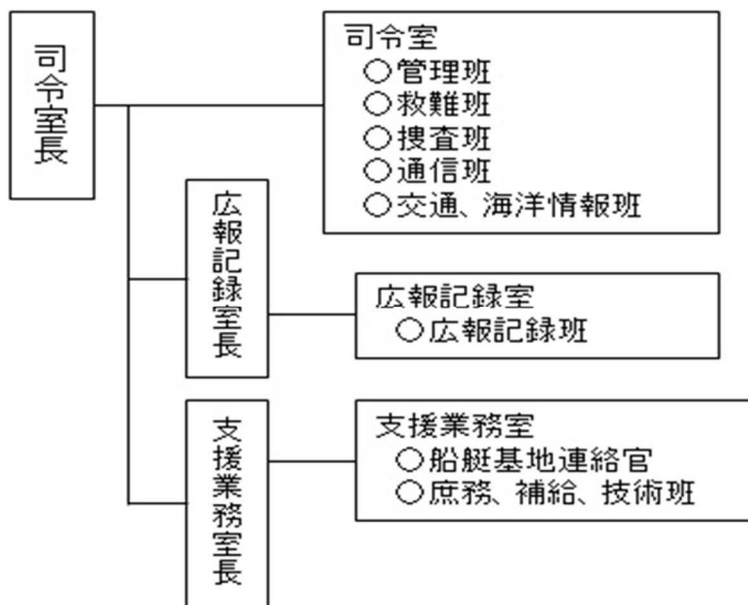 司令室長
司令室
○管理班
○救難班
○捜査班
○通信班
○交通、海洋情報班
広報記録室長
広報記録室
○広報記録班
支援業務室長
支援業務室
○船艇基地連絡官
○庶務、補給、技術班